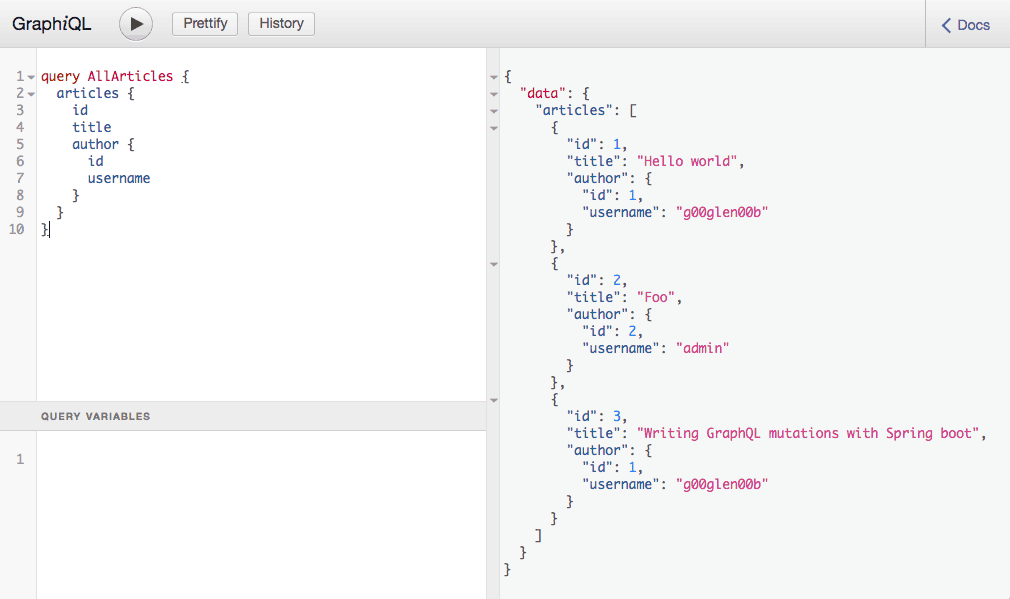 GraphiQL
Prettify
History
Docs
1 query AllArticles {
2   articles {
3     id
4     title
5     author {
6       id
7       username
8     }
9   }
10 }
QUERY VARIABLES
1
{
  "data": {
    "articles": [
      {
        "id": 1,
        "title": "Hello world",
        "author": {
          "id": 1,
          "username": "g00glen00b"
        }
      },
      {
        "id": 2,
        "title": "Foo",
        "author": {
          "id": 2,
          "username": "admin"
        }
      },
      {
        "id": 3,
        "title": "Writing GraphQL mutations with Spring boot",
        "author": {
          "id": 1,
          "username": "g00glen00b"
        }
      }
    ]
  }
}